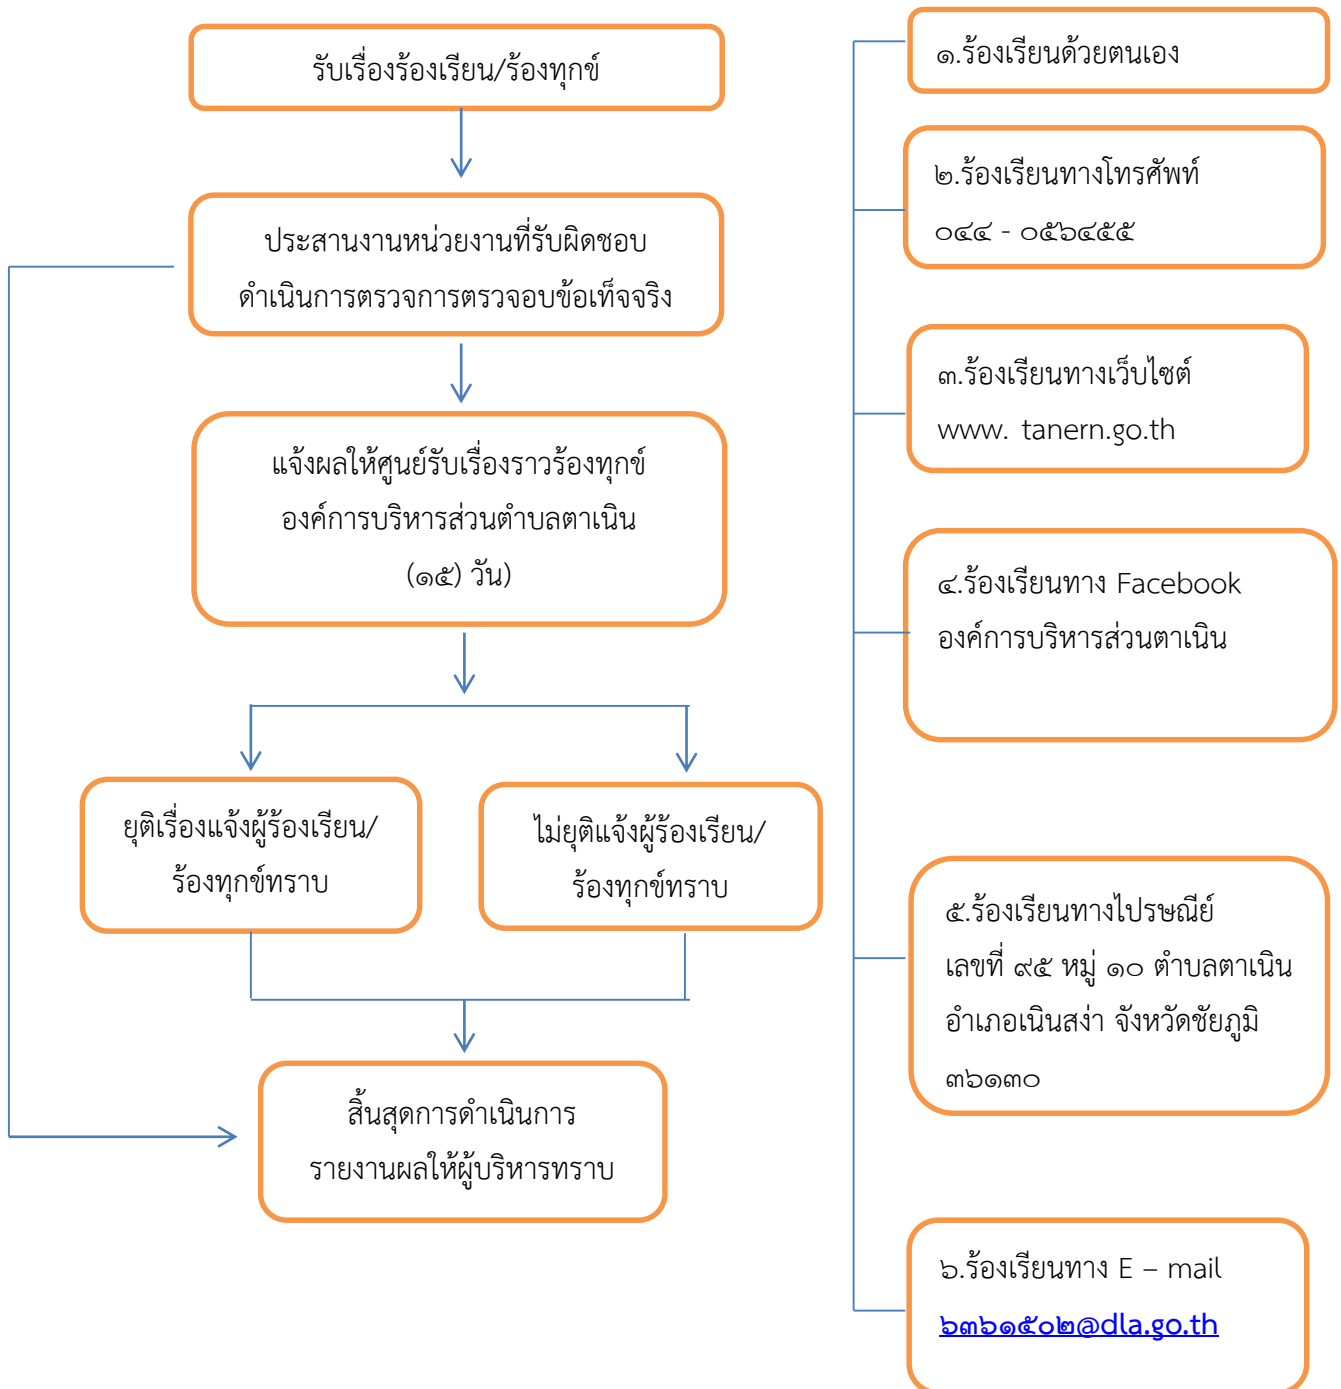 รับเรื่องร้องเรียน/ร้องทุกข์
ประสานงานหน่วยงานที่รับผิดชอบ
ดำเนินการตรวจการตรวจอบข้อเท็จจริง
แจ้งผลให้ศูนย์รับเรื่องราวร้องทุกข์
องค์การบริหารส่วนตำบลตาเนิน
(๑๕) วัน)
ยุติเรื่องแจ้งผู้ร้องเรียน/
ร้องทุกข์ทราบ
ไม่ยุติแจ้งผู้ร้องเรียน/
ร้องทุกข์ทราบ
สิ้นสุดการดำเนินการ
รายงานผลให้ผู้บริหารทราบ
๑.ร้องเรียนด้วยตนเอง
๒.ร้องเรียนทางโทรศัพท์
๐๔๔ - ๐๕๖๔๕๕
๓.ร้องเรียนทางเว็บไซต์
www. tanern.go.th
๔.ร้องเรียนทาง Facebook
องค์การบริหารส่วนตาเนิน
๕.ร้องเรียนทางไปรษณีย์
เลขที่ ๙๕ หมู่ ๑๐ ตำบลตาเนิน
อำเภอเนินสง่า จังหวัดชัยภูมิ
๓๖๑๓๐
๖.ร้องเรียนทาง E – mail
๖๓๖๑๕๐๒@dla.go.th